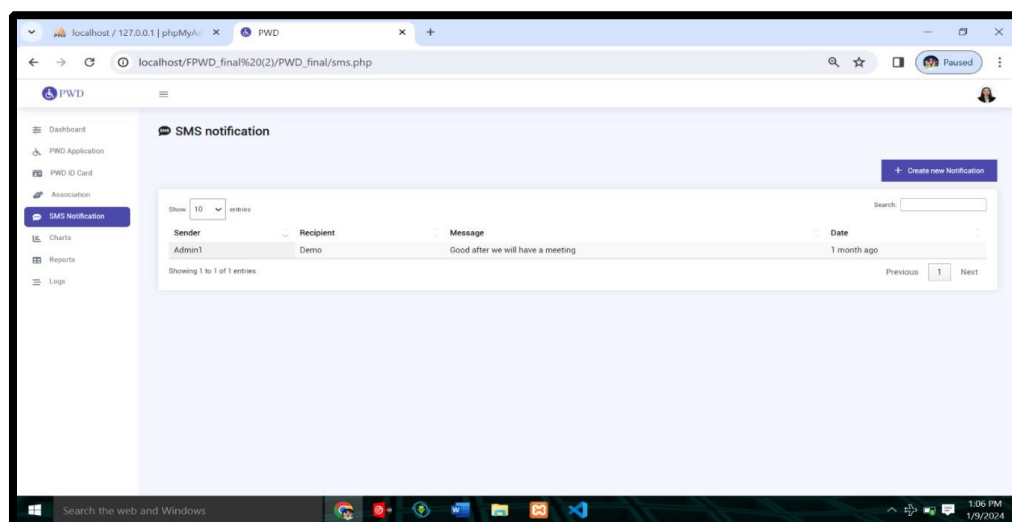 localhost / 127.0.0.1 | phpMyAd
PWD
localhost/FPWD_final%20(2)/PWD_final/sms.php
Paused
PWD
Dashboard
PWD Application
PWD ID Card
Association
SMS Notification
Charts
Reports
Logs
SMS notification
+ Create new Notification
Show 10 entries
Search:
Sender Recipient Message Date
Admin1 Demo Good after we will have a meeting 1 month ago
Showing 1 to 1 of 1 entries
Previous 1 Next
Search the web and Windows
1:06 PM
1/9/2024